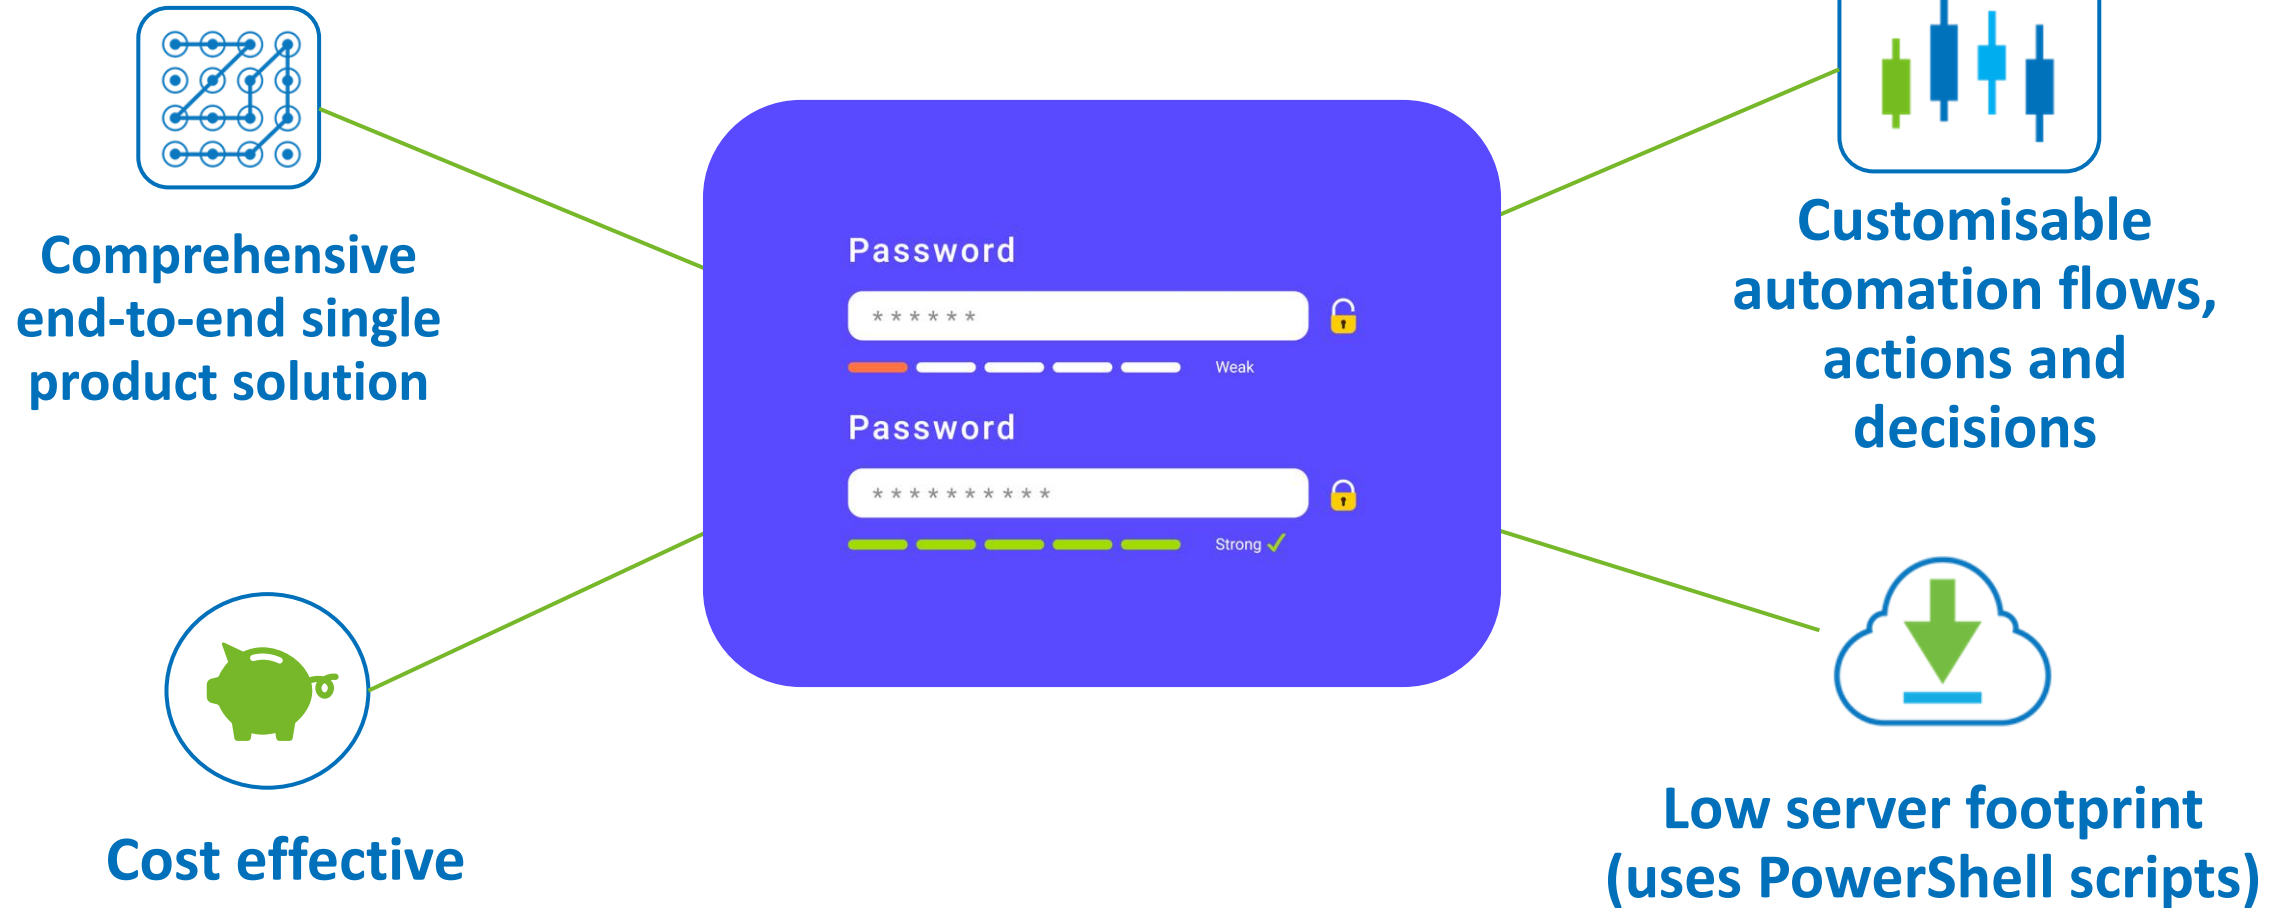 Comprehensive
end-to-end single
product solution
Password
* * * * * *
Weak
Password
* * * * * * * * * *
Strong
Customisable
automation flows,
actions and
decisions
Cost effective
Low server footprint
(uses PowerShell scripts)